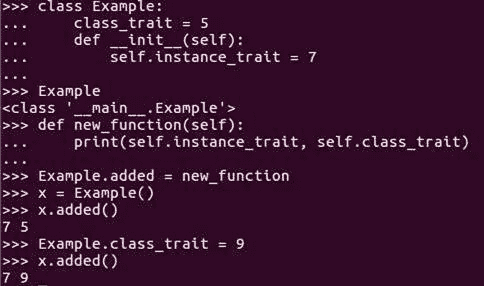 >>> class Example:
...     class_trait = 5
...     def __init__(self):
...         self.instance_trait = 7
...
>>> Example
<class '__main__.Example'>
>>> def new_function(self):
...     print(self.instance_trait, self.class_trait)
...
>>> Example.added = new_function
>>> x = Example()
>>> x.added()
7 5
>>> Example.class_trait = 9
>>> x.added()
7 9